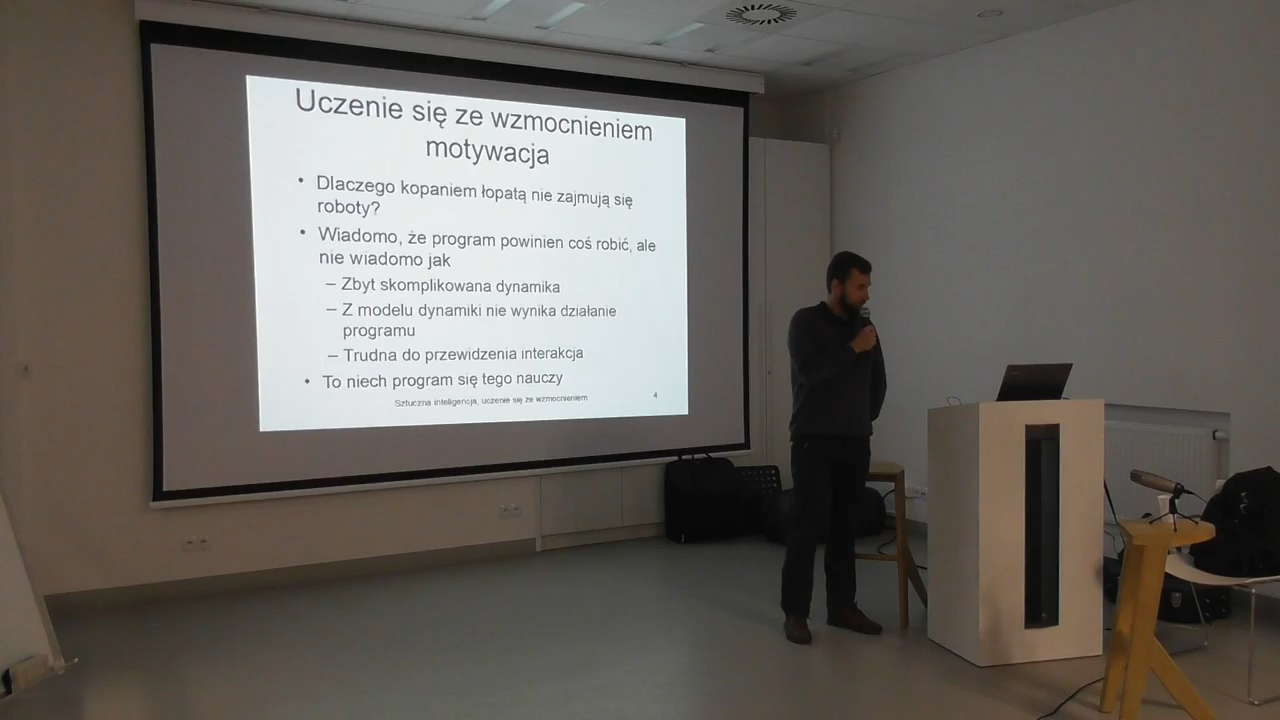 Uczenie się ze wzmocnieniem
motywacja
• Dlaczego kopaniem łopatą nie zajmują się
roboty?
• Wiadomo, że program powinien coś robić, ale
nie wiadomo jak
– Zbyt skomplikowana dynamika
– Z modelu dynamiki nie wynika działanie
programu
– Trudna do przewidzenia interakcja
• To niech program się tego nauczy
Sztuczna inteligencja, uczenie się ze wzmocnieniem
4